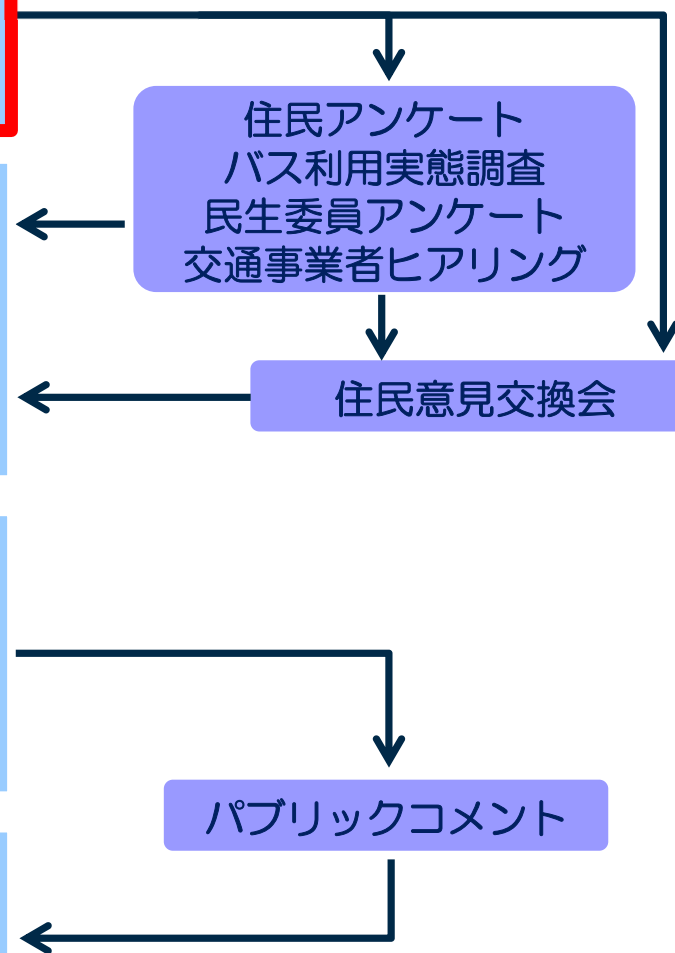 住民アンケート
バス利用実態調査
民生委員アンケート
交通事業者ヒアリング
住民意見交換会
パブリックコメント